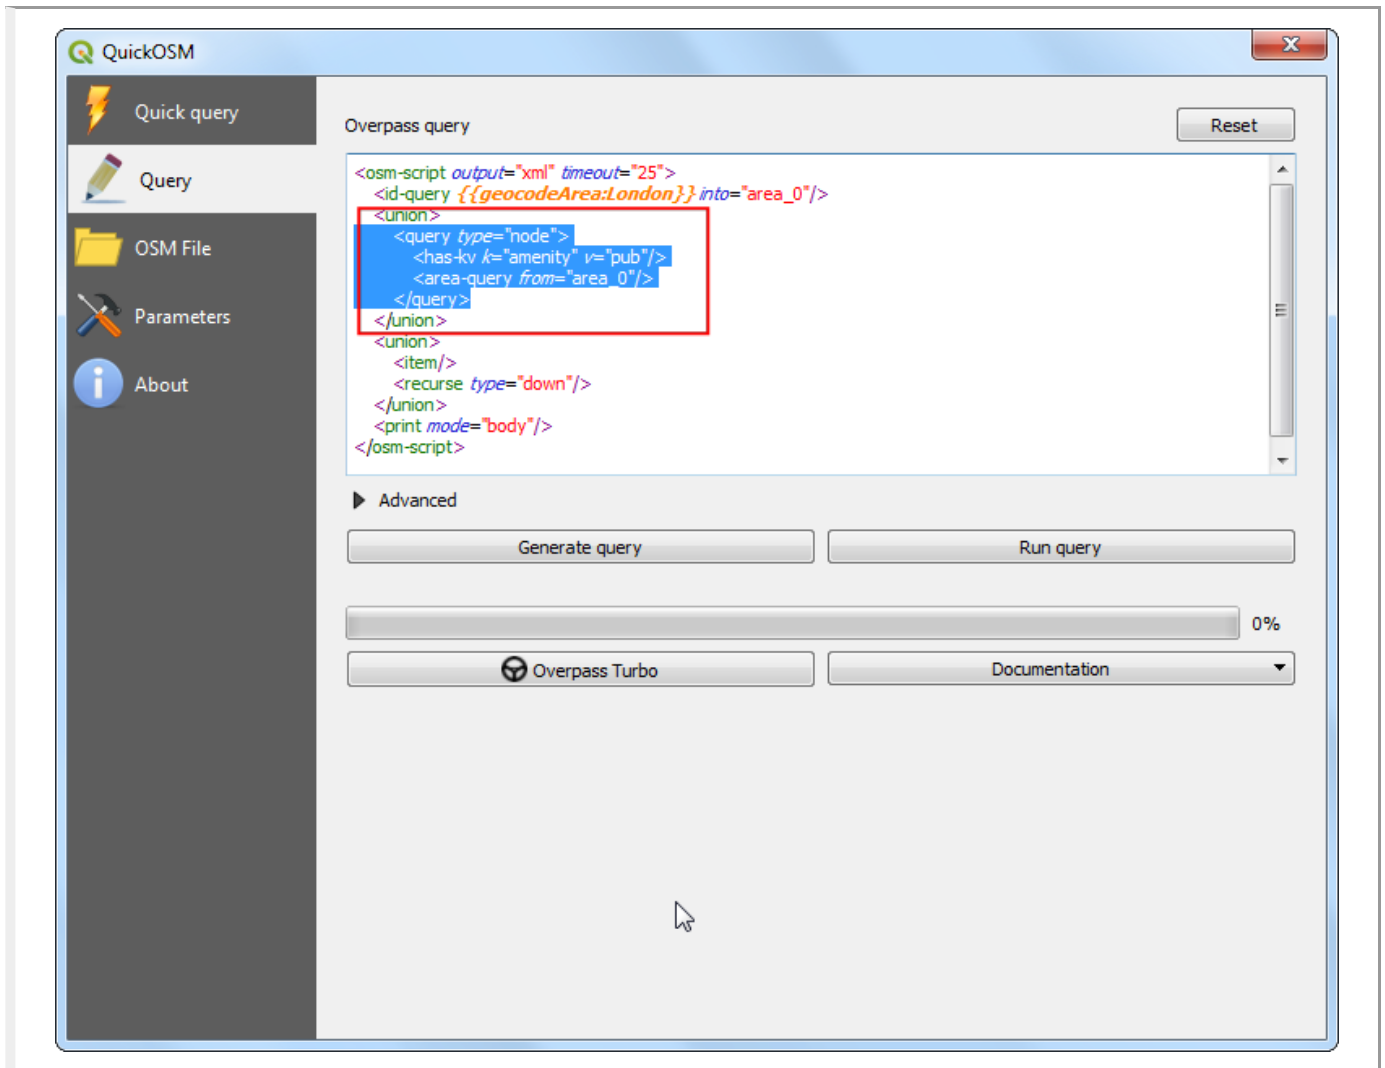 QuickOSM
Quick query
Query
OSM File
Parameters
About
Overpass query
Reset
<osm-script output="xml" timeout="25">
<id-query {{geocodeArea:London}} into="area_0"/>
<union>
<query type="node">
<has-kv k="amenity" v="pub"/>
<area-query from="area_0"/>
</query>
</union>
<union>
<item/>
<recurse type="down"/>
</union>
<print mode="body"/>
</osm-script>
Advanced
Generate query
Run query
0%
Overpass Turbo
Documentation